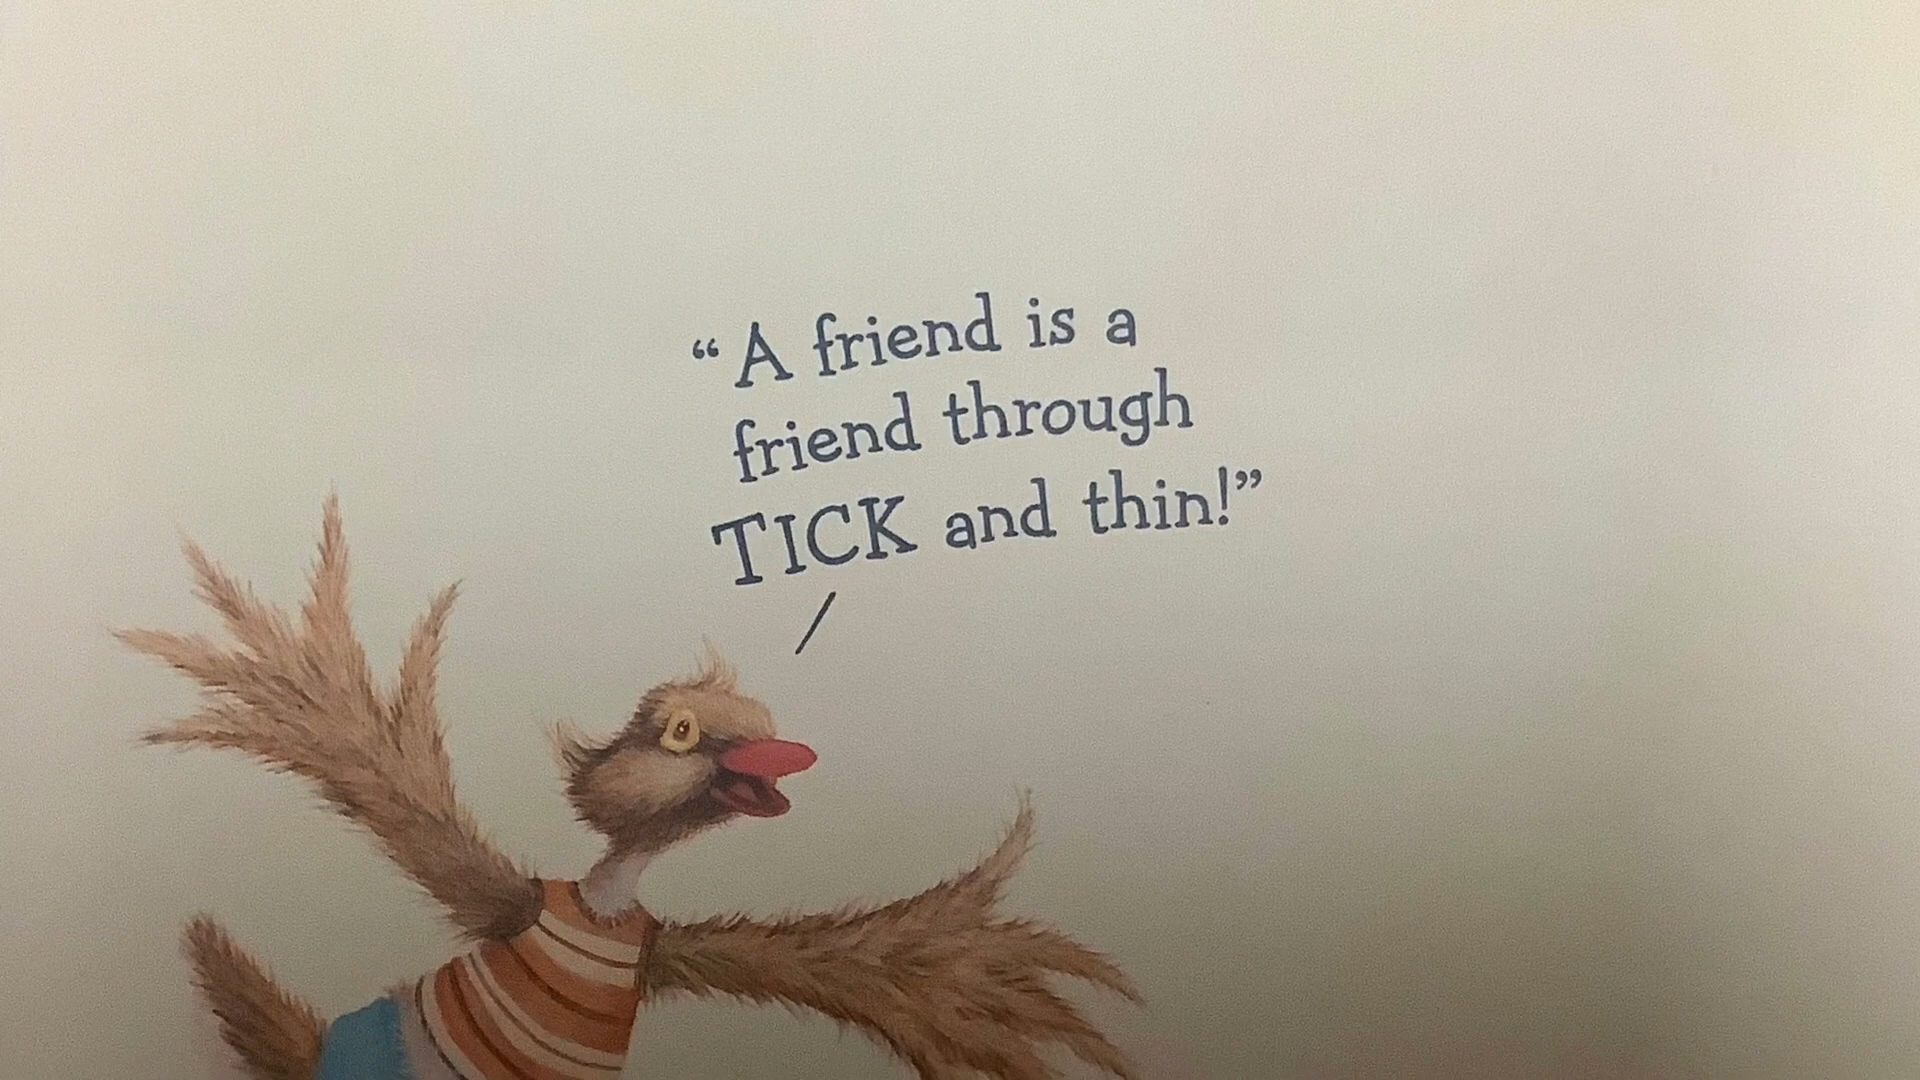 “A friend is a
friend through
TICK and thin!”